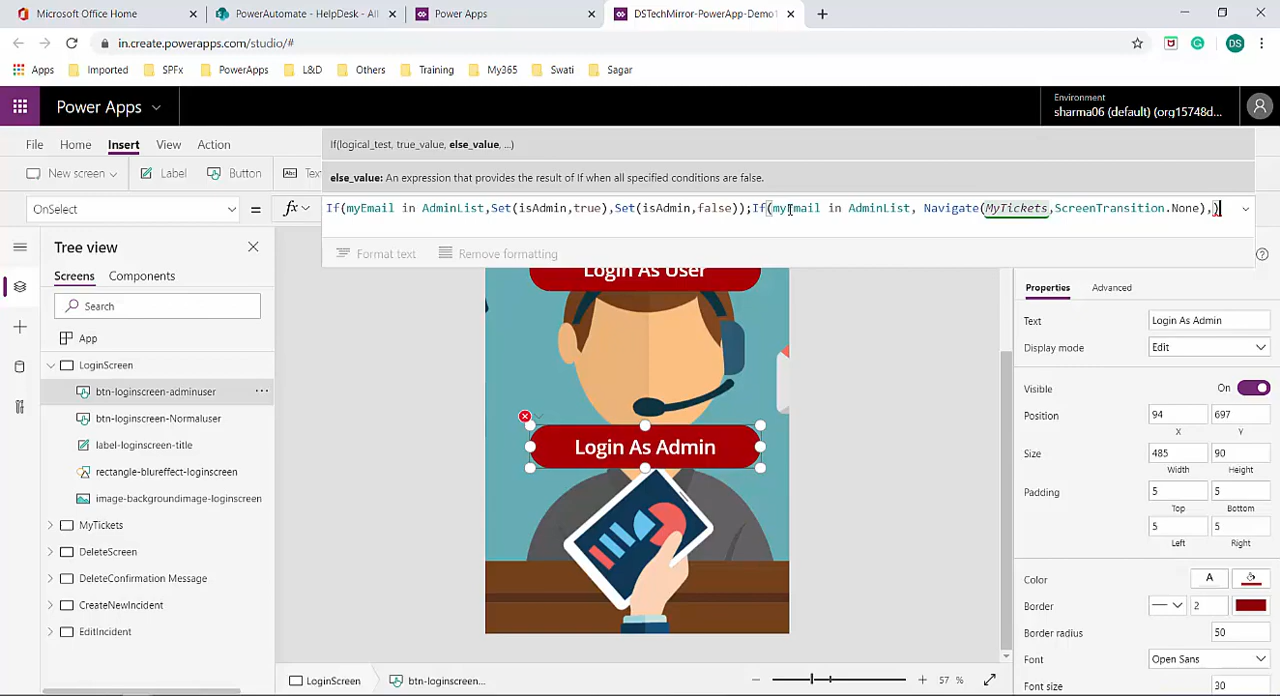 Microsoft Office Home
PowerAutomate - HelpDesk - All
Power Apps
DSTechMirror-PowerApp-Demo1
in.create.powerapps.com/studio/#
DS
Apps
Imported
SPFx
PowerApps
L&D
Others
Training
My365
Swati
Sagar
Power Apps
Environment
sharma06 (default) (org15748d...
File
Home
Insert
View
Action
If(logical_test, true_value, else_value, ...)
New screen
Label
Button
else_value: An expression that provides the result of If when all specified conditions are false.
OnSelect
=
fx
If(myEmail in AdminList,Set(isAdmin,true),Set(isAdmin,false));If(myEmail in AdminList, Navigate(MyTickets,ScreenTransition.None),)
Format text
Remove formatting
Tree view
Screens
Components
Search
App
LoginScreen
btn-loginscreen-adminuser
btn-loginscreen-Normaluser
label-loginscreen-title
rectangle-blureffect-loginscreen
image-backgroundimage-loginscreen
MyTickets
DeleteScreen
DeleteConfirmation Message
CreateNewIncident
EditIncident
Login As User
Login As Admin
Properties
Advanced
Text
Login As Admin
Display mode
Edit
Visible
On
Position
94
697
X
Y
Size
485
90
Width
Height
Padding
5
5
Top
Bottom
5
5
Left
Right
Color
A
Border
2
Border radius
50
Font
Open Sans
Font size
30
LoginScreen
btn-loginscreen...
57 %